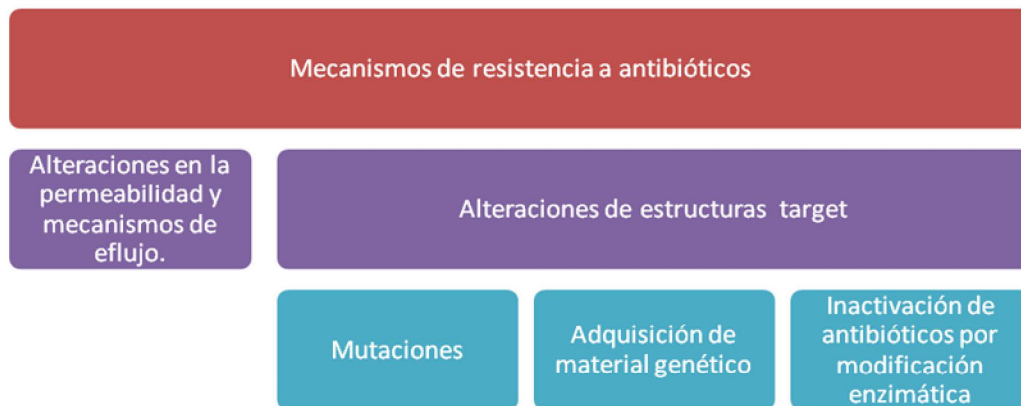 Mecanismos de resistencia a antibióticos
Alteraciones en la
permeabilidad y
mecanismos de
eflujo.
Alteraciones de estructuras target
Mutaciones
Adquisición de
material genético
Inactivación de
antibióticos por
modificación
enzimática